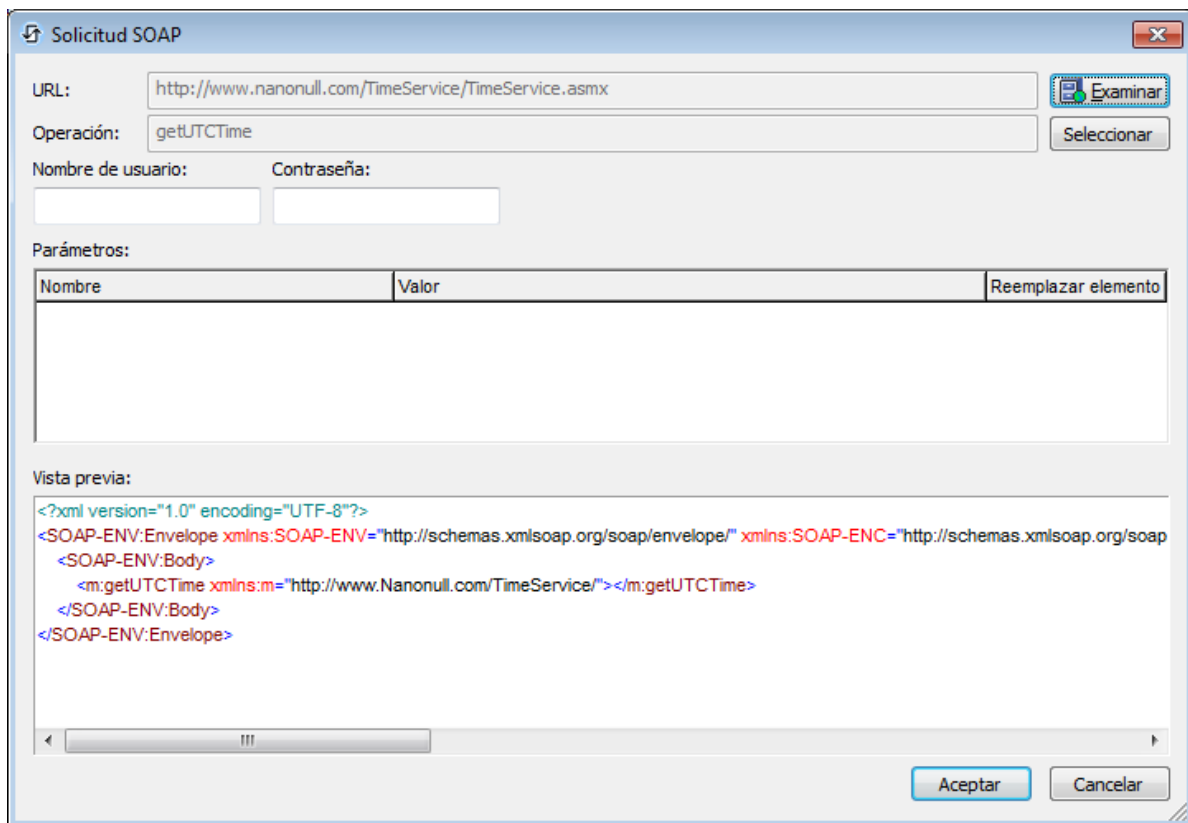 Solicitud SOAP
URL: http://www.nanonull.com/TimeService/TimeService.asmx Examinar
Operación: getUTCTime Seleccionar
Nombre de usuario: Contraseña:
Parámetros:
Nombre Valor Reemplazar elemento
Vista previa:
<?xml version="1.0" encoding="UTF-8"?>
<SOAP-ENV:Envelope xmlns:SOAP-ENV="http://schemas.xmlsoap.org/soap/envelope/" xmlns:SOAP-ENC="http://schemas.xmlsoap.org/soap
<SOAP-ENV:Body>
<m:getUTCTime xmlns:m="http://www.Nanonull.com/TimeService/"></m:getUTCTime>
</SOAP-ENV:Body>
</SOAP-ENV:Envelope>
Aceptar Cancelar